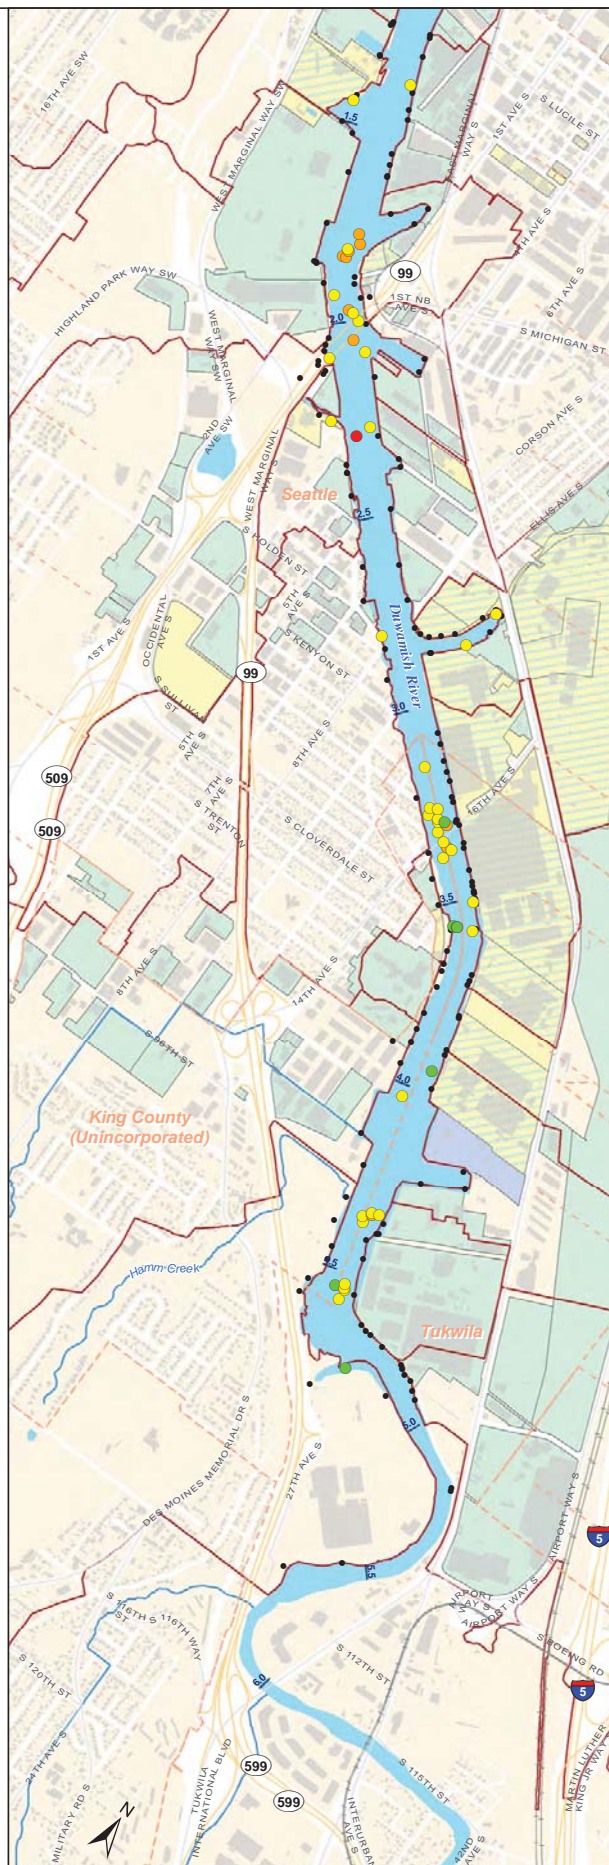 16TH AVE SW
WEST MARGINAL WAY SW
1.5
EAST MARGINAL
WAY S
1ST AVE S
S LUCILE ST
4TH AVE S
6TH AVE S
99
HIGHLAND PARK WAY SW
WEST MARGINAL
WAY SW
2.0
1ST NB
AVE S
S MICHIGAN ST
2ND
AVE SW
WEST MARGINAL
WAY S
CORSON AVE S
Seattle
2.5
ELLIS AVE S
S HOLDEN ST
5TH
AVE S
OCCIDENTAL
AVE S
1ST AVE S
S KENYON ST
Duwamish River
99
S SULLIVAN
ST
3.0
5TH
AVE S
8TH AVE S
7TH
AVE S
16TH AVE S
509
509
S TRENTON
ST
S CLOVERDALE ST
3.5
8TH AVE S
14TH AVE S
S 96TH ST
4.0
King County
(Unincorporated)
Hamm Creek
Tukwila
5.0
DES MOINES MEMORIAL DR S
27TH AVE S
AIRPORT WAY S
5
5.5
S 116TH
ST
S 116TH WAY
AIRPORT
WAY S
AIRPORT WAY S
S BOEING RD
S 120TH ST
6.0
S 112TH ST
5
24TH AVE S
MILITARY RD S
TUKWILA
INTERNATIONAL BLVD
599
599
S 115TH ST
INTERURBAN
AVE S
42ND
AVE S
MARTIN LUTHER
KING JR WAY
N